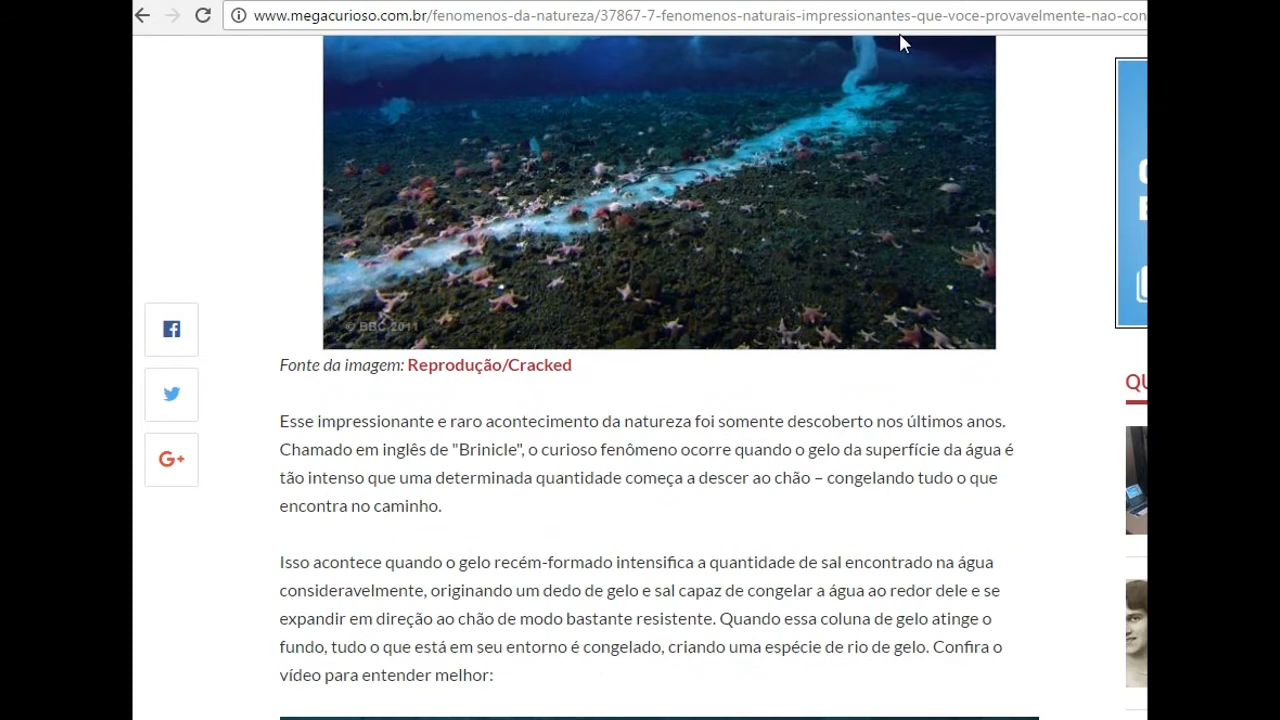 www.megacurioso.com.br/fenomenos-da-natureza/37867-7-fenomenos-naturais-impressionantes-que-voce-provavelmente-nao-con
© BBC 2011
Fonte da imagem: Reprodução/Cracked
Esse impressionante e raro acontecimento da natureza foi somente descoberto nos últimos anos.
Chamado em inglês de "Brinicle", o curioso fenômeno ocorre quando o gelo da superfície da água é
tão intenso que uma determinada quantidade começa a descer ao chão – congelando tudo o que
encontra no caminho.
Isso acontece quando o gelo recém-formado intensifica a quantidade de sal encontrado na água
consideravelmente, originando um dedo de gelo e sal capaz de congelar a água ao redor dele e se
expandir em direção ao chão de modo bastante resistente. Quando essa coluna de gelo atinge o
fundo, tudo o que está em seu entorno é congelado, criando uma espécie de rio de gelo. Confira o
vídeo para entender melhor:
G+
QU